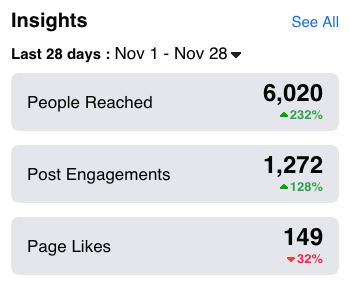 Insights
See All
Last 28 days : Nov 1 - Nov 28
People Reached
6,020
232%
Post Engagements
1,272
128%
Page Likes
149
32%